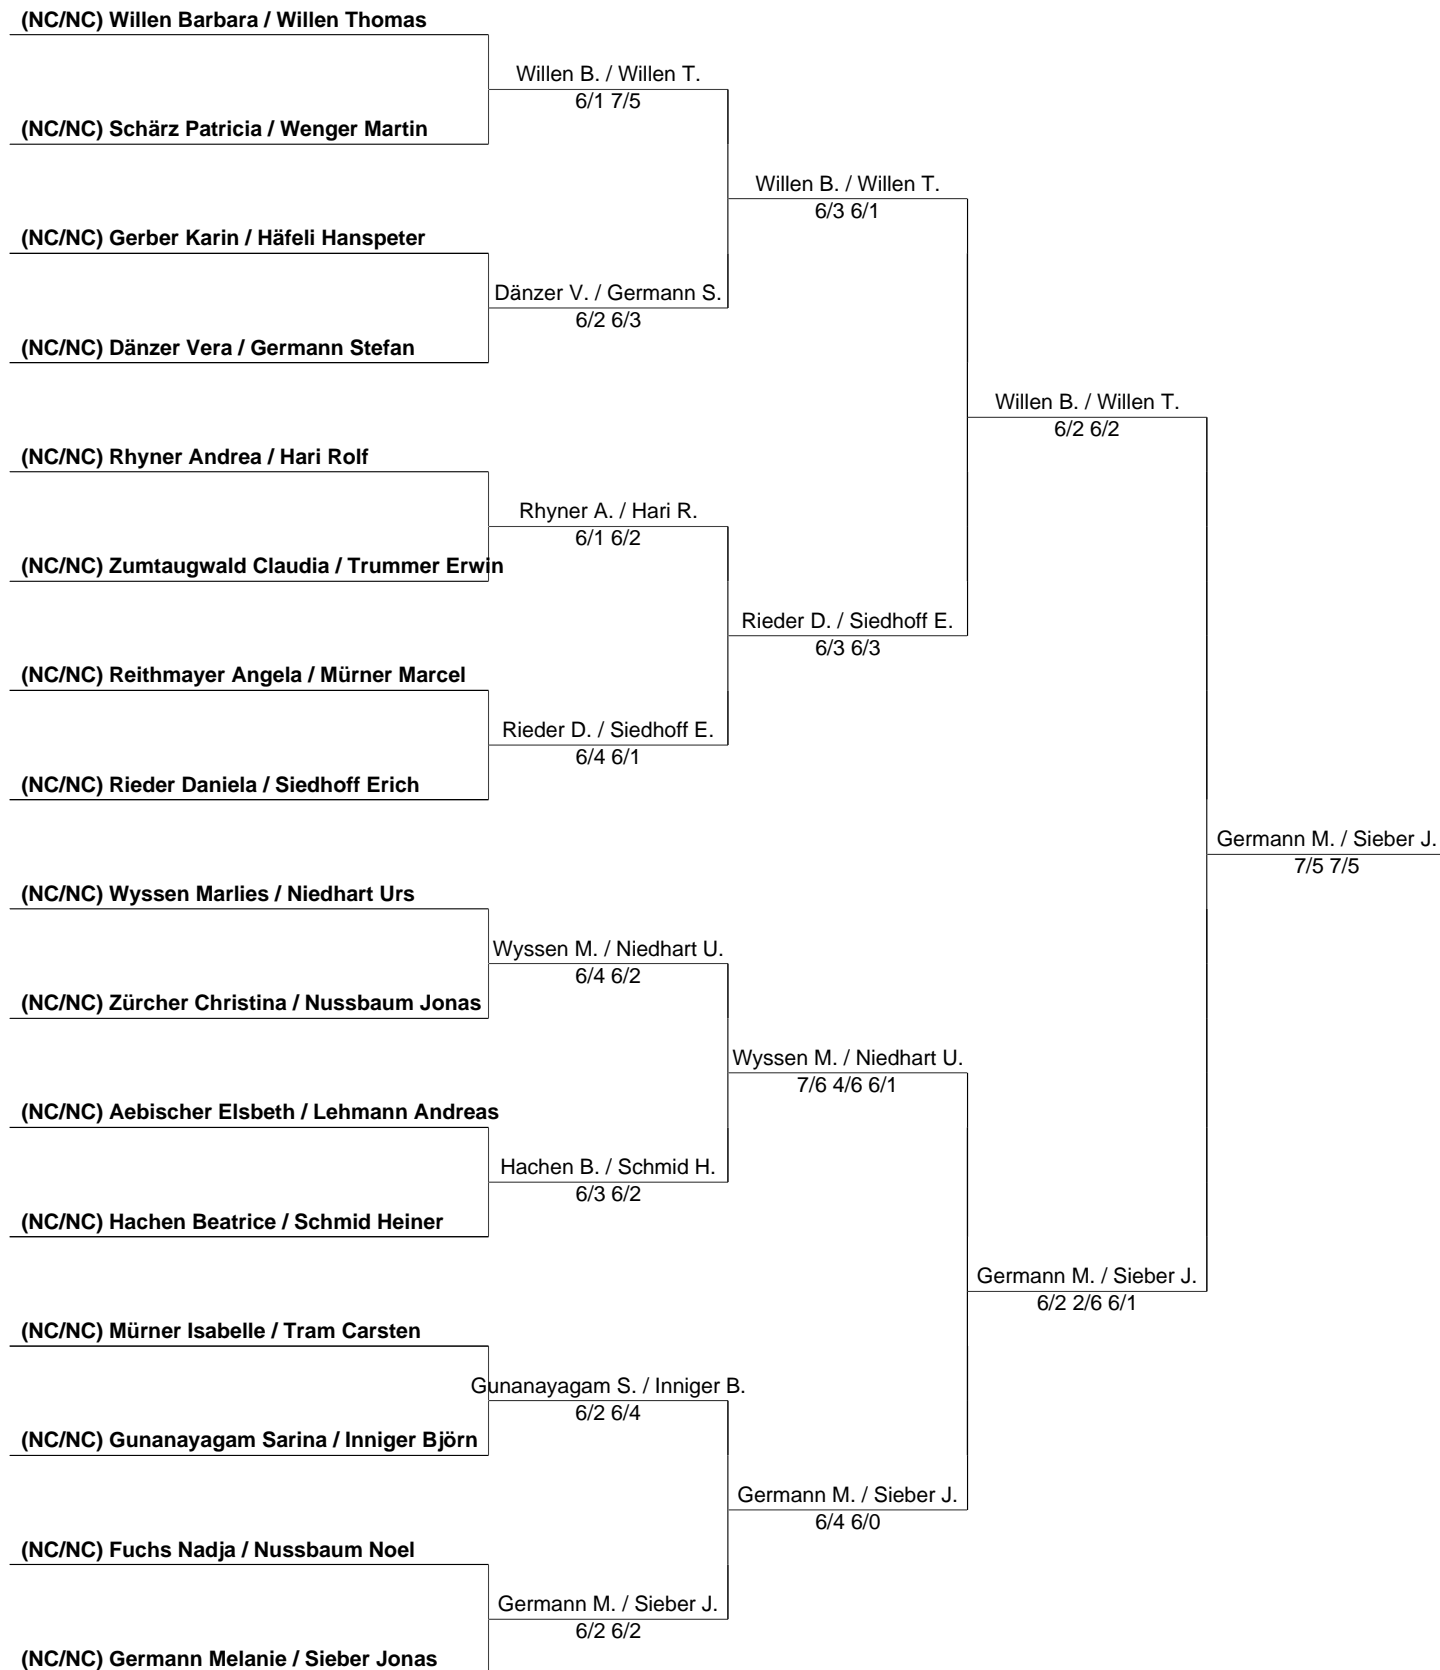 (NC/NC) Willen Barbara / Willen Thomas
Willen B. / Willen T.
6/1 7/5
(NC/NC) Schärz Patricia / Wenger Martin
Willen B. / Willen T.
6/3 6/1
(NC/NC) Gerber Karin / Häfeli Hanspeter
Dänzer V. / Germann S.
6/2 6/3
(NC/NC) Dänzer Vera / Germann Stefan
Willen B. / Willen T.
6/2 6/2
(NC/NC) Rhyner Andrea / Hari Rolf
Rhyner A. / Hari R.
6/1 6/2
(NC/NC) Zumtaugwald Claudia / Trummer Erwin
Rieder D. / Siedhoff E.
6/3 6/3
(NC/NC) Reithmayer Angela / Mürner Marcel
Rieder D. / Siedhoff E.
6/4 6/1
(NC/NC) Rieder Daniela / Siedhoff Erich
Germann M. / Sieber J.
7/5 7/5
(NC/NC) Wyssen Marlies / Niedhart Urs
Wyssen M. / Niedhart U.
6/4 6/2
(NC/NC) Zürcher Christina / Nussbaum Jonas
Wyssen M. / Niedhart U.
7/6 4/6 6/1
(NC/NC) Aebischer Elsbeth / Lehmann Andreas
Hachen B. / Schmid H.
6/3 6/2
(NC/NC) Hachen Beatrice / Schmid Heiner
Germann M. / Sieber J.
6/2 2/6 6/1
(NC/NC) Mürner Isabelle / Tram Carsten
Gunanayagam S. / Inniger B.
6/2 6/4
(NC/NC) Gunanayagam Sarina / Inniger Björn
Germann M. / Sieber J.
6/4 6/0
(NC/NC) Fuchs Nadja / Nussbaum Noel
Germann M. / Sieber J.
6/2 6/2
(NC/NC) Germann Melanie / Sieber Jonas